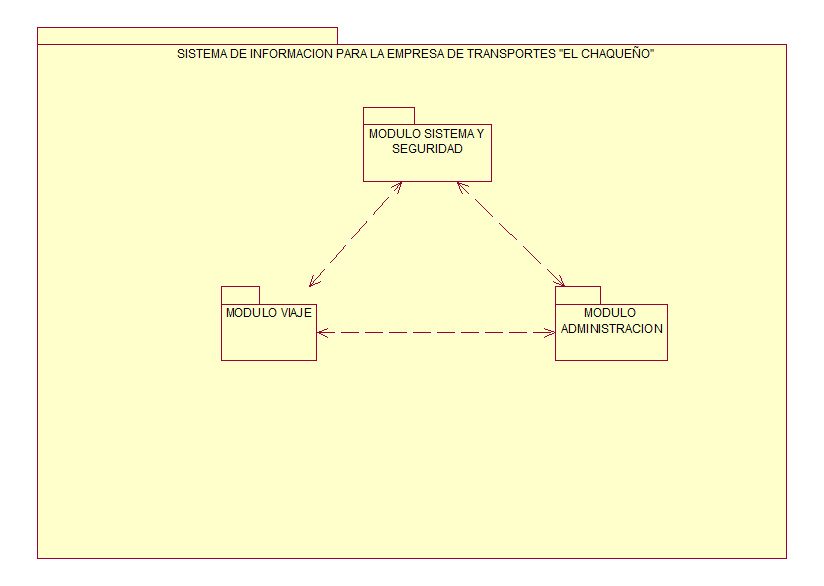 SISTEMA DE INFORMACION PARA LA EMPRESA DE TRANSPORTES "EL CHAQUEÑO"
MODULO SISTEMA Y
SEGURIDAD
MODULO VIAJE
MODULO
ADMINISTRACION